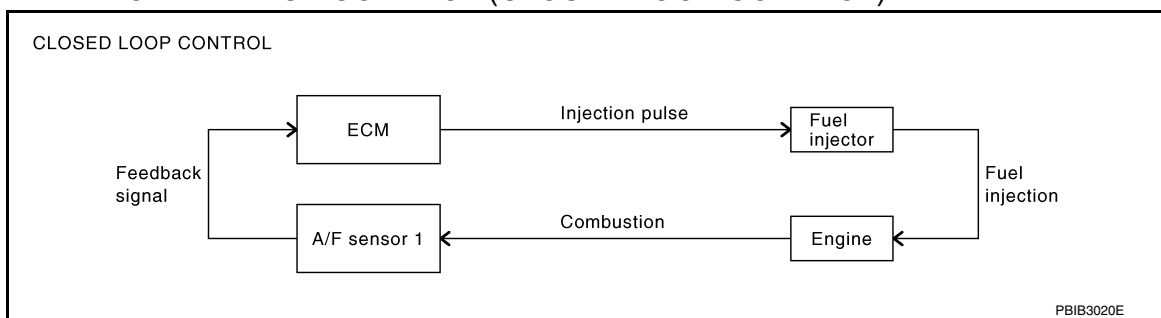 CLOSED LOOP CONTROL
ECM
Injection pulse
Fuel
injector
Feedback
signal
Fuel
injection
A/F sensor 1
Combustion
Engine
PBIB3020E